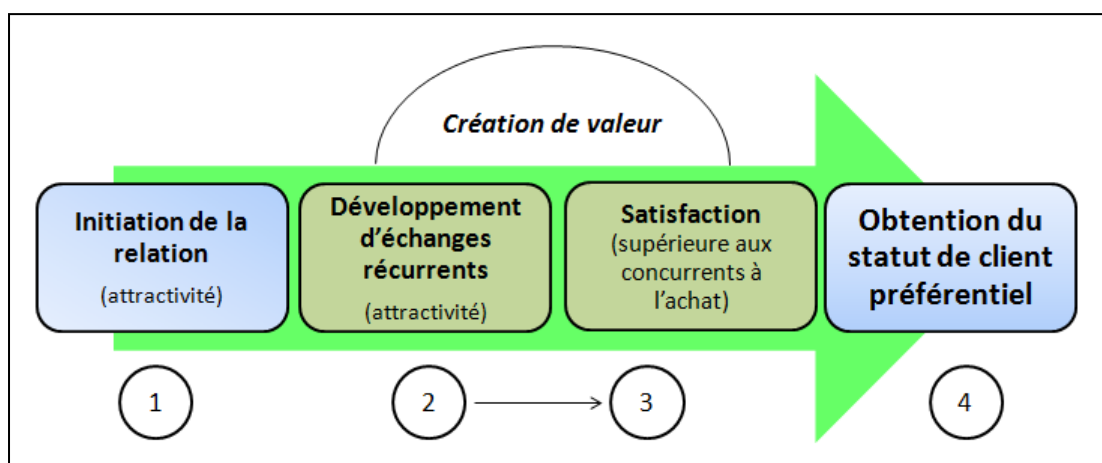 Création de valeur
Initiation de la
relation
(attractivité)
Développement
d'échanges
récurrents
(attractivité)
Satisfaction
(supérieure aux
concurrents à
l'achat)
Obtention du
statut de client
préférentiel
1
2
3
4